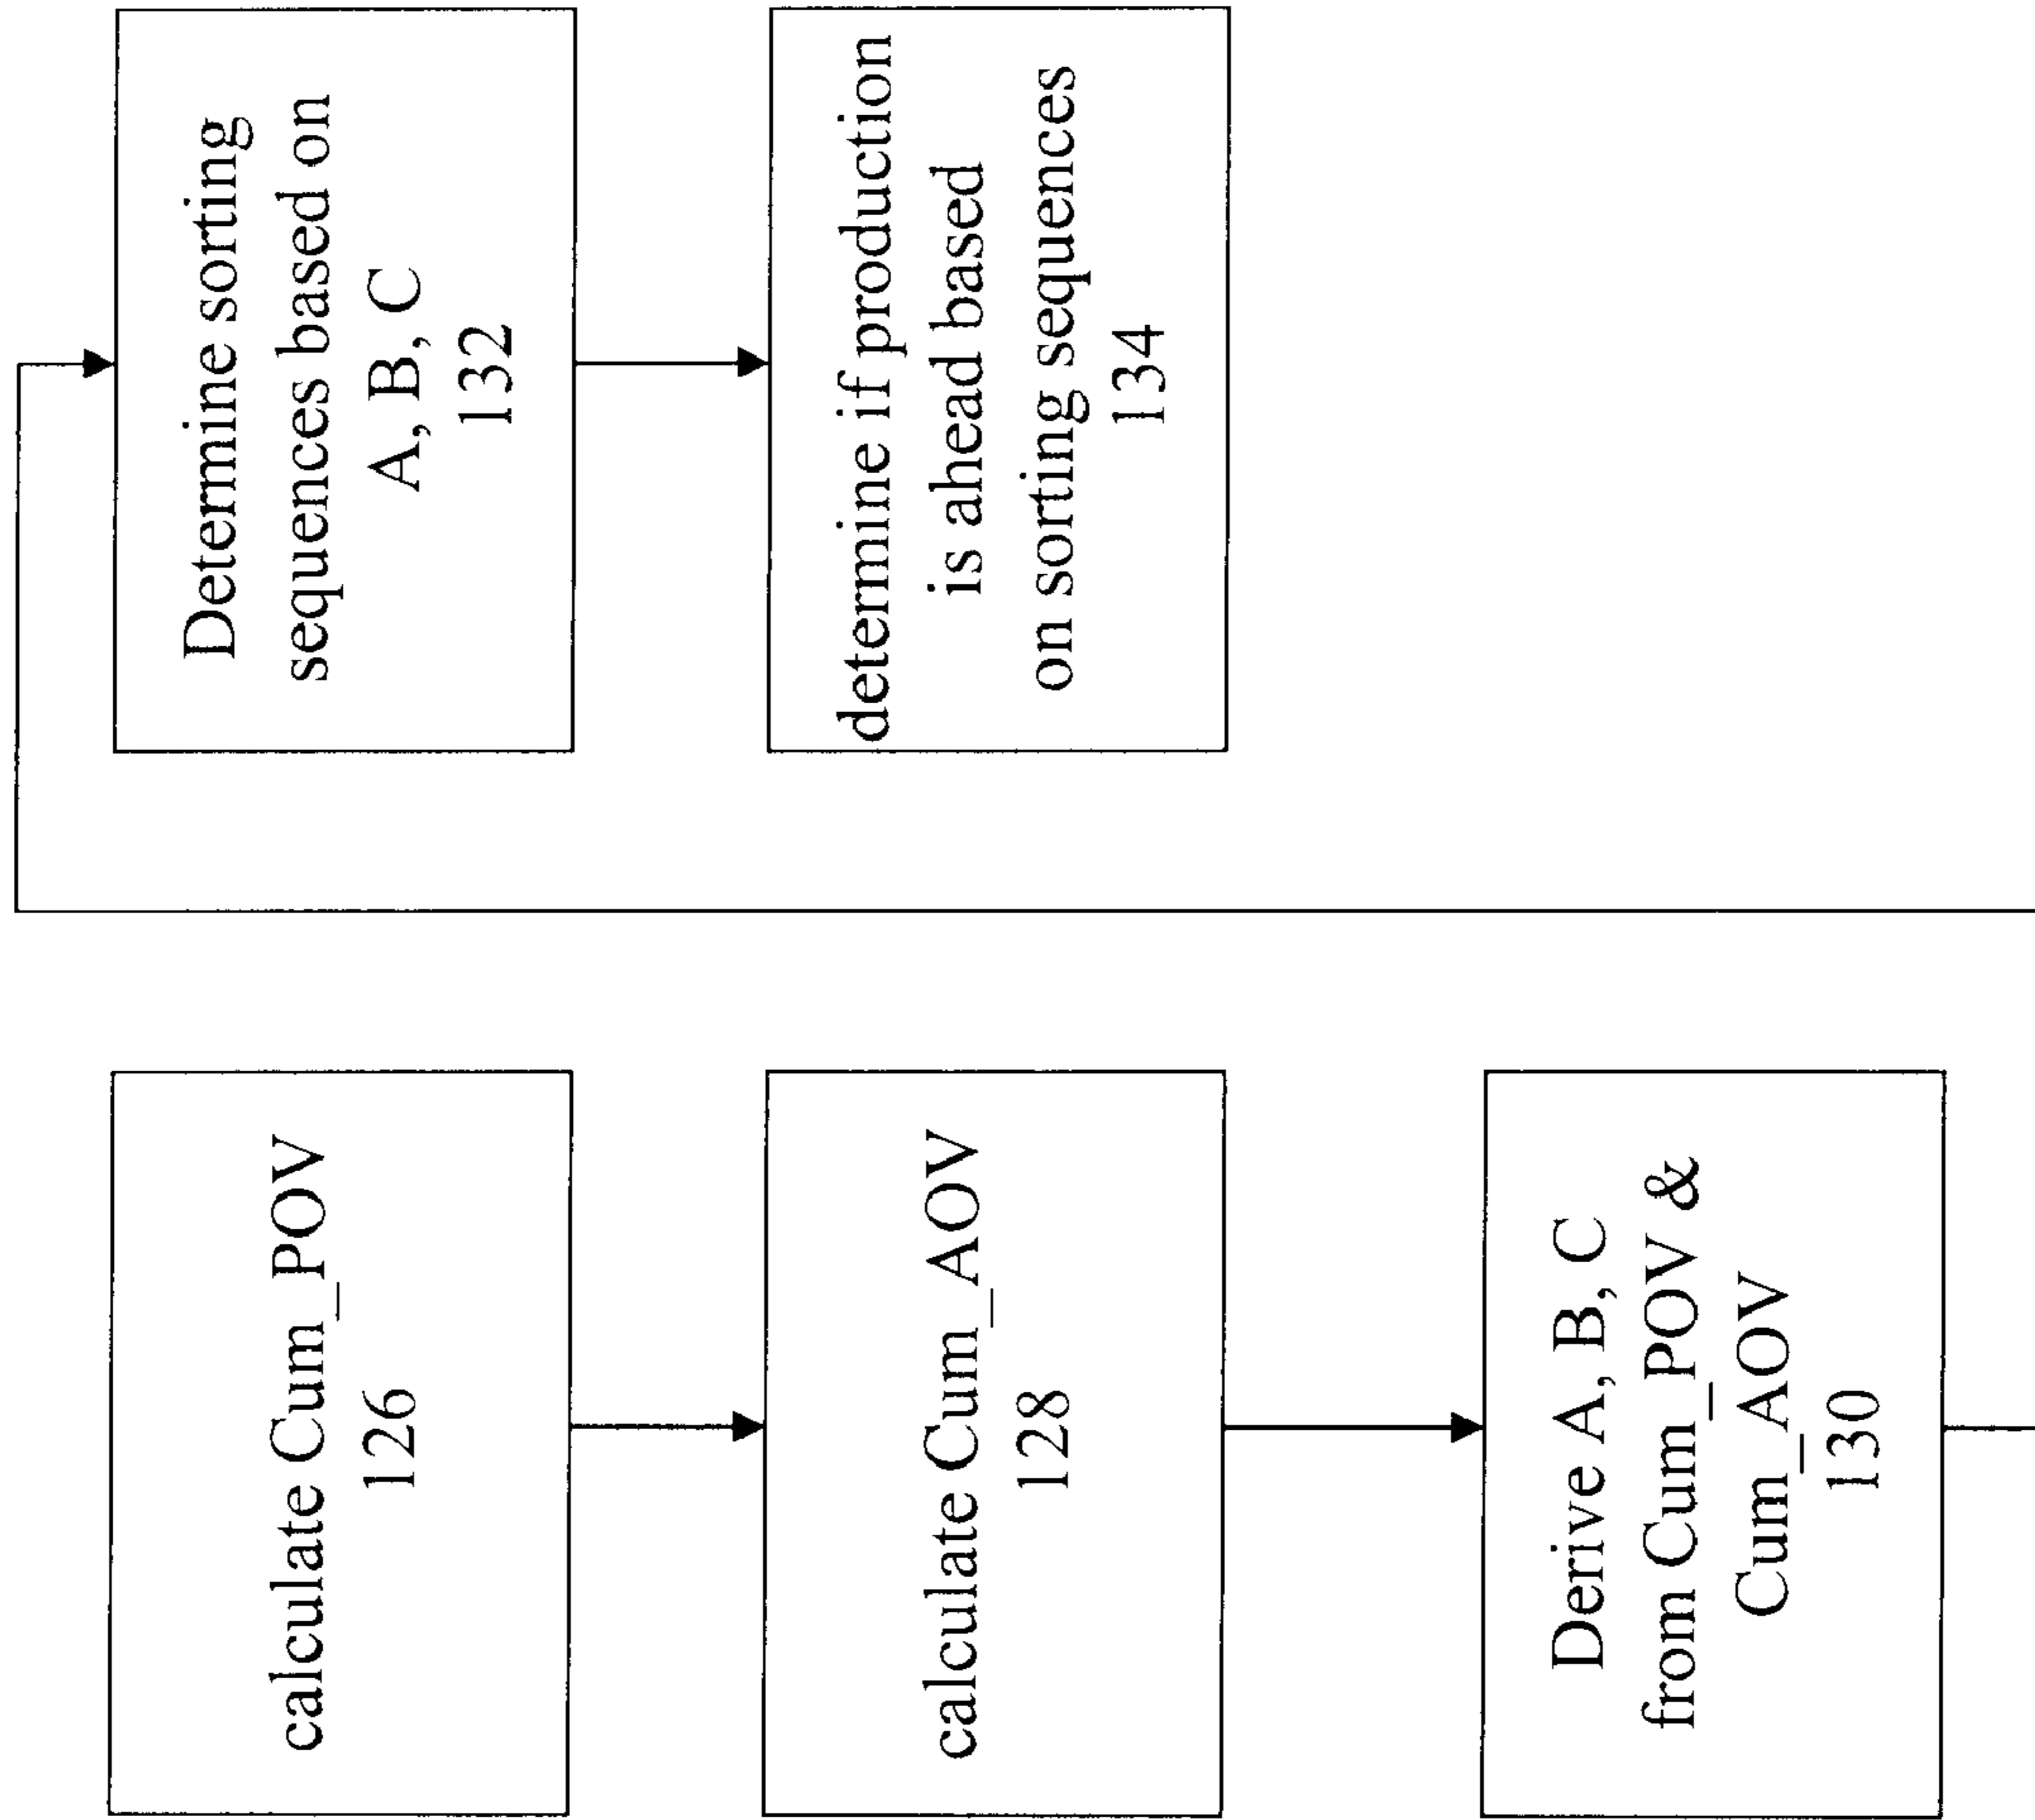 calculate Cum_POV
126
calculate Cum_AOV
128
Derive A, B, C
from Cum_POV &
Cum_AOV
130
Determine sorting
sequences based on
A, B, C
132
determine if production
is ahead based
on sorting sequences
134